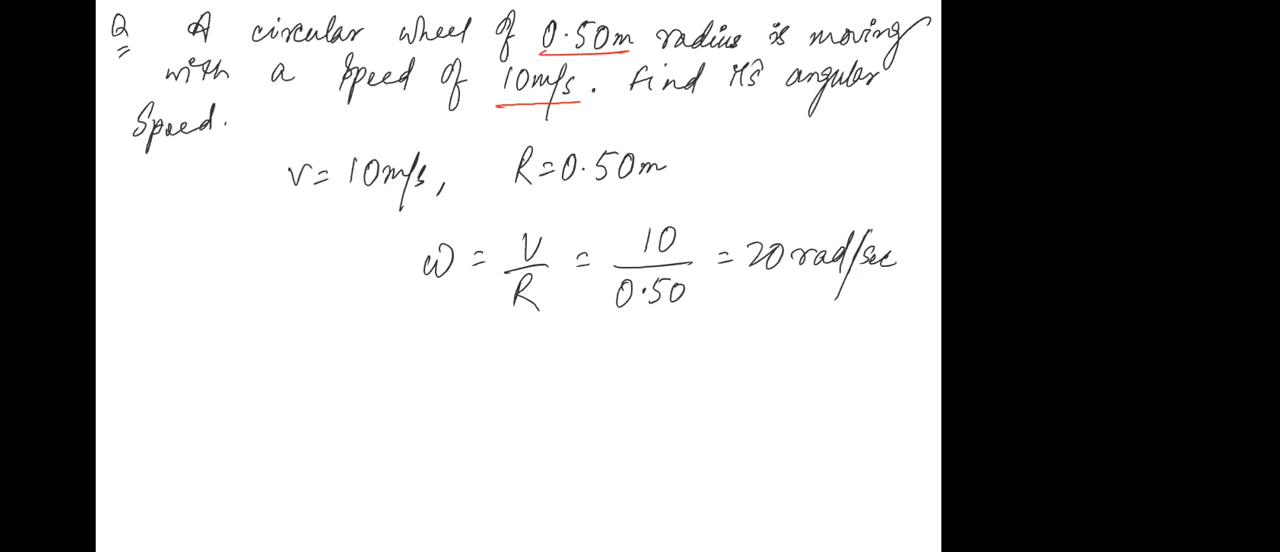 Q A circular wheel of 0.50m radius is moving
with a speed of 10m/s. Find its angular
Speed.
v = 10m/s, R = 0.50m
ω = V/R = 10/0.50 = 20 rad/sec